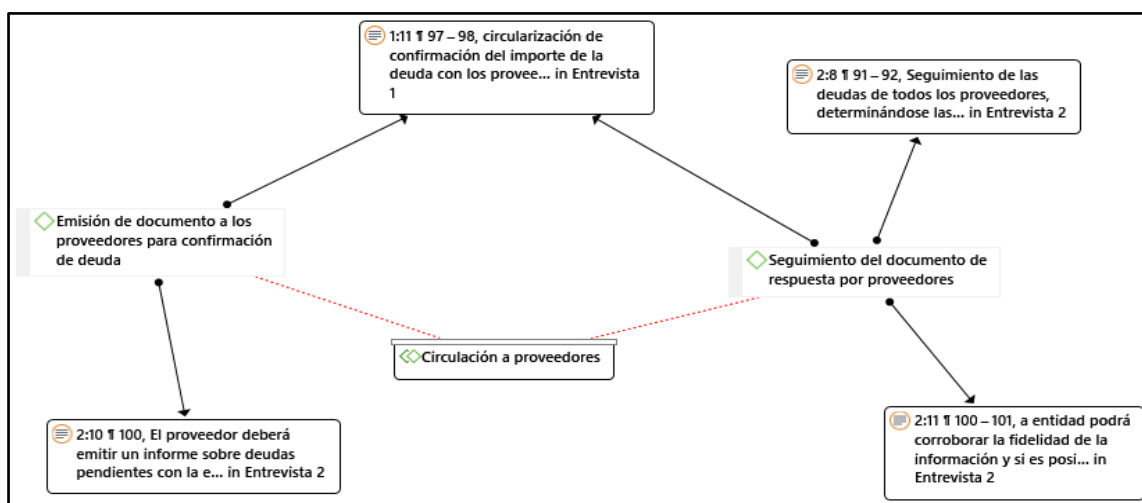 1:11 ¶ 97 – 98, circularización de
confirmación del importe de la
deuda con los provee... in Entrevista
1
2:8 ¶ 91 – 92, Seguimiento de las
deudas de todos los proveedores,
determinándose las... in Entrevista 2
Emisión de documento a los
proveedores para confirmación
de deuda
Seguimiento del documento de
respuesta por proveedores
Circulación a proveedores
2:10 ¶ 100, El proveedor deberá
emitir un informe sobre deudas
pendientes con la e... in Entrevista 2
2:11 ¶ 100 – 101, a entidad podrá
corroborar la fidelidad de la
información y si es posi... in
Entrevista 2